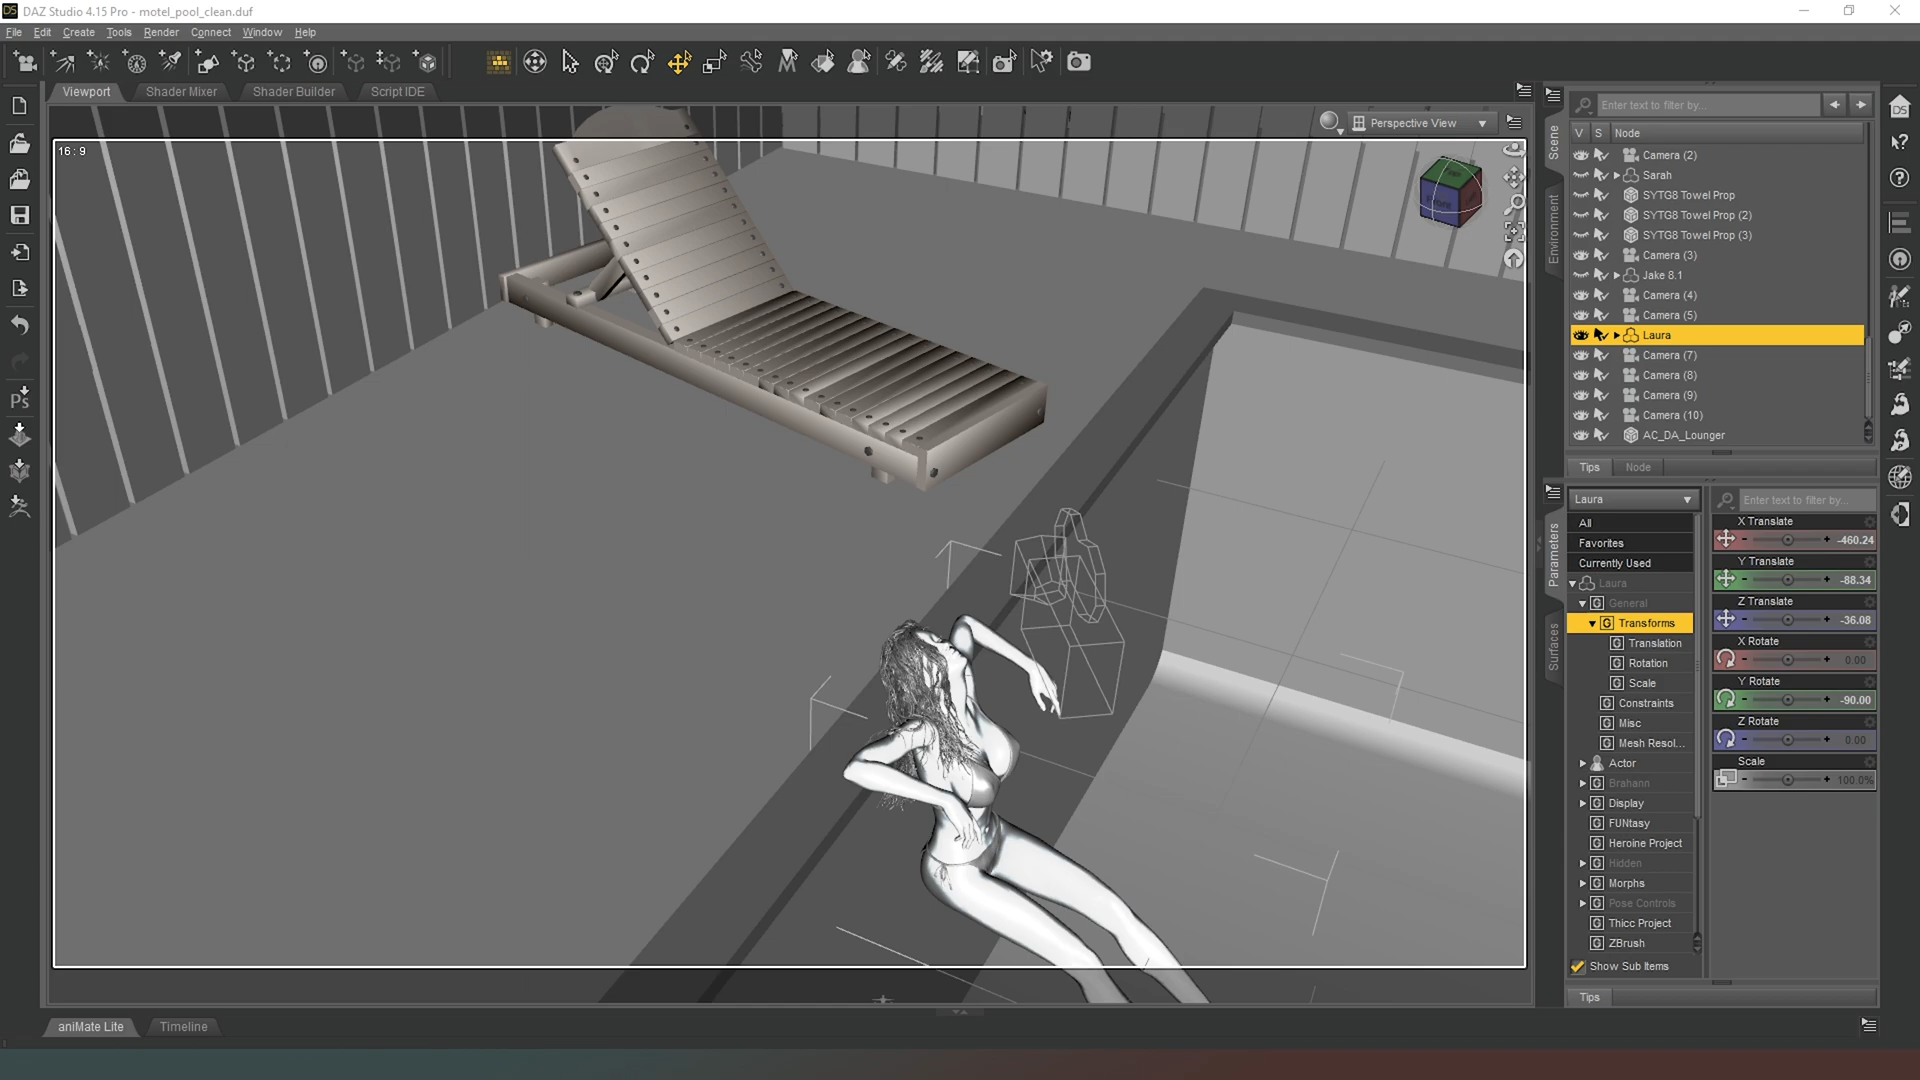 DAZ Studio 4.15 Pro - motel_pool_clean.duf
File Edit Create Tools Render Connect Window Help
Viewport Shader Mixer Shader Builder Script IDE
Perspective View
16 : 9
Scene
Environment
Enter text to filter by...
V S Node
Camera (2)
Sarah
SYTG8 Towel Prop
SYTG8 Towel Prop (2)
SYTG8 Towel Prop (3)
Camera (3)
Jake 8.1
Camera (4)
Camera (5)
Laura
Camera (7)
Camera (8)
Camera (9)
Camera (10)
AC_DA_Lounger
Tips Node
Parameters
Surfaces
Laura
Enter text to filter by...
All
Favorites
Currently Used
Laura
General
Transforms
Translation
Rotation
Scale
Constraints
Misc
Mesh Resol...
Actor
Brahann
Display
FUNtasy
Heroine Project
Hidden
Morphs
Pose Controls
Thicc Project
ZBrush
Show Sub Items
X Translate
-460.24
Y Translate
-88.34
Z Translate
-36.08
X Rotate
0.00
Y Rotate
-90.00
Z Rotate
0.00
Scale
100.0%
Tips
aniMate Lite Timeline
Ps
DS